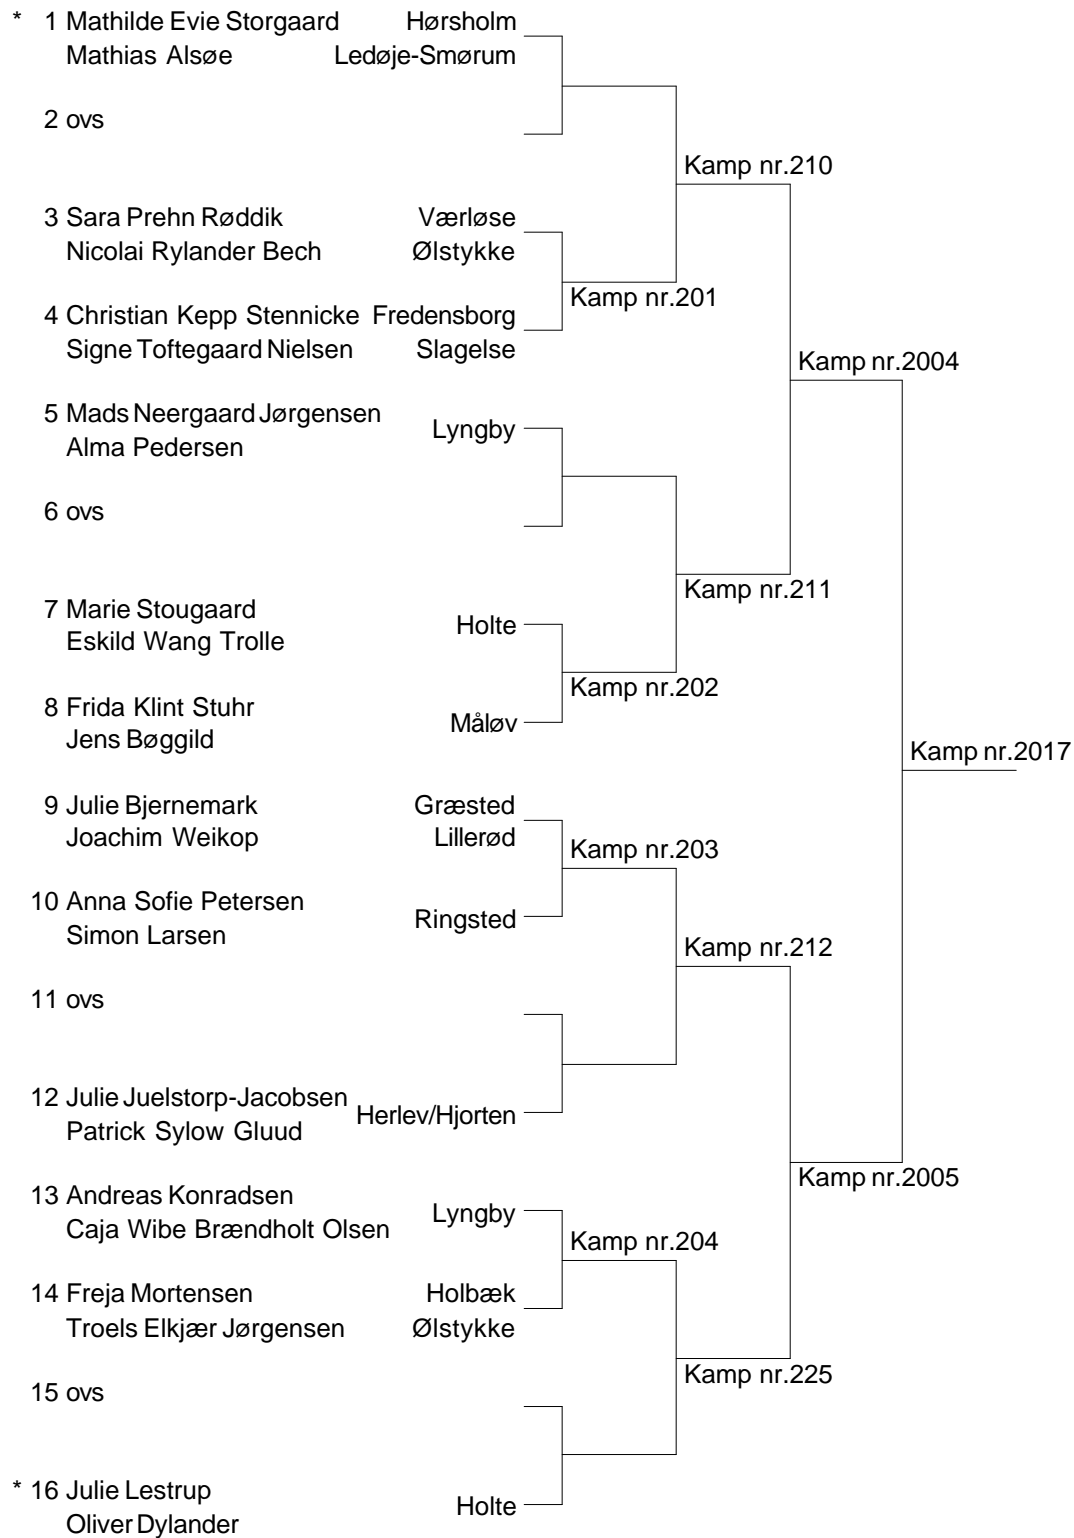 * 1 Mathilde Evie Storgaard Hørsholm
Mathias Alsøe Ledøje-Smørum
2 ovs
Kamp nr.210
3 Sara Prehn Røddik Værløse
Nicolai Rylander Bech Ølstykke
Kamp nr.201
4 Christian Kepp Stennicke Fredensborg
Signe Toftegaard Nielsen Slagelse
Kamp nr.2004
5 Mads Neergaard Jørgensen
Lyngby
Alma Pedersen
6 ovs
Kamp nr.211
7 Marie Stougaard
Holte
Eskild Wang Trolle
Kamp nr.202
8 Frida Klint Stuhr
Måløv
Jens Bøggild
Kamp nr.2017
9 Julie Bjernemark Græsted
Joachim Weikop Lillerød
Kamp nr.203
10 Anna Sofie Petersen
Ringsted
Simon Larsen
Kamp nr.212
11 ovs
12 Julie Juelstorp-Jacobsen
Herlev/Hjorten
Patrick Sylow Gluud
Kamp nr.2005
13 Andreas Konradsen
Lyngby
Caja Wibe Brændholt Olsen
Kamp nr.204
14 Freja Mortensen Holbæk
Troels Elkjær Jørgensen Ølstykke
Kamp nr.225
15 ovs
* 16 Julie Lestrup
Holte
Oliver Dylander